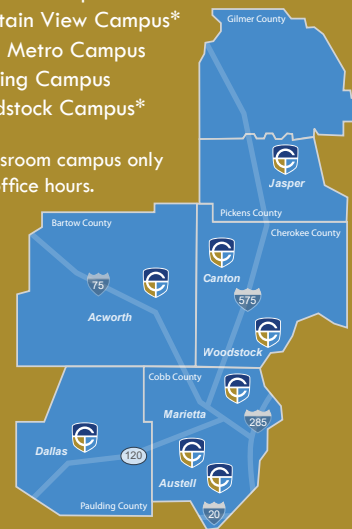 tain View Campus*
Metro Campus
ing Campus
dstock Campus*
sroom campus only
ffice hours.
Gilmer County
Jasper
Pickens County
Bartow County
Cherokee County
Canton
75
575
Acworth
Woodstock
Cobb County
Marietta
285
Dallas
120
Austell
Paulding County
20